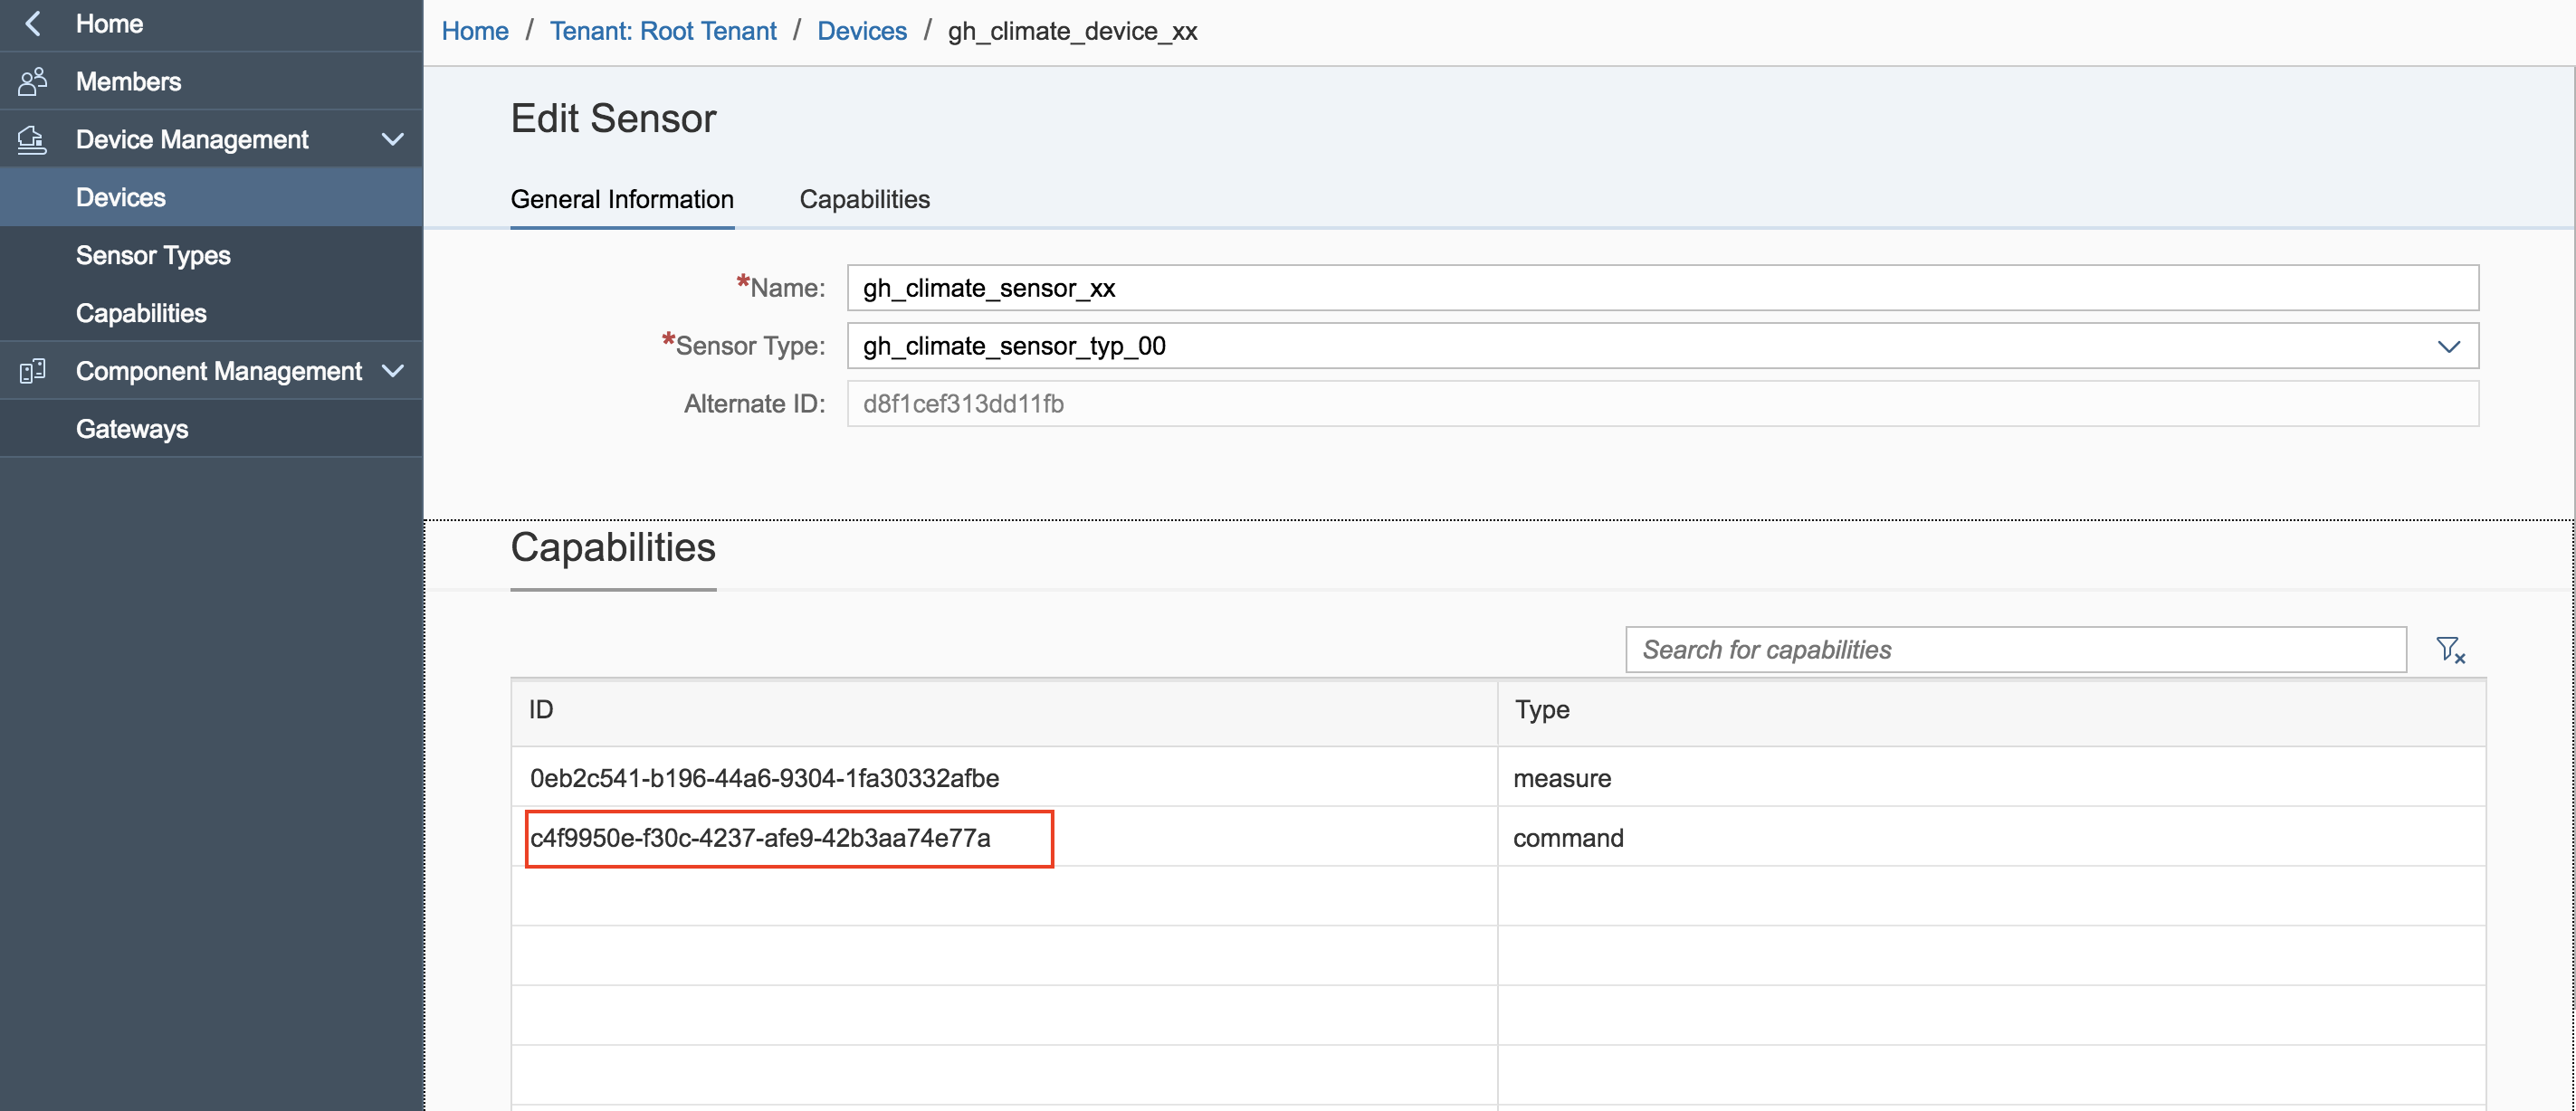 Home
Members
Device Management
Devices
Sensor Types
Capabilities
Component Management
Gateways
Home / Tenant: Root Tenant / Devices / gh_climate_device_xx
Edit Sensor
General Information Capabilities
*Name: gh_climate_sensor_xx
*Sensor Type: gh_climate_sensor_typ_00
Alternate ID: d8f1cef313dd11fb
Capabilities
Search for capabilities
ID Type
0eb2c541-b196-44a6-9304-1fa30332afbe measure
c4f9950e-f30c-4237-afe9-42b3aa74e77a command